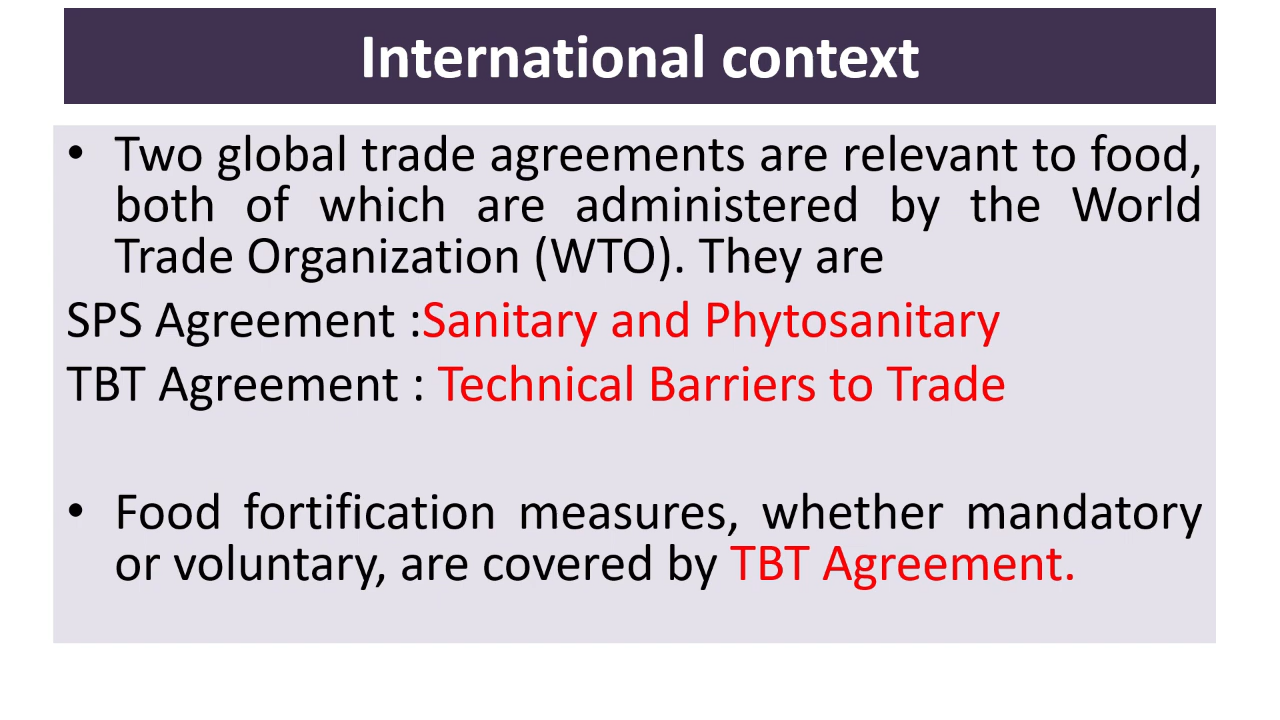 International context
• Two global trade agreements are relevant to food,
both of which are administered by the World
Trade Organization (WTO). They are
SPS Agreement :Sanitary and Phytosanitary
TBT Agreement : Technical Barriers to Trade
• Food fortification measures, whether mandatory
or voluntary, are covered by TBT Agreement.